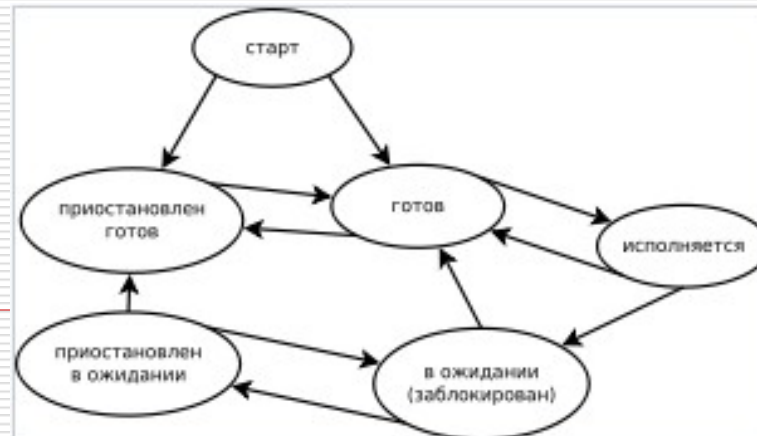 старт
приостановлен
готов
готов
исполняется
приостановлен
в ожидании
в ожидании
(заблокирован)